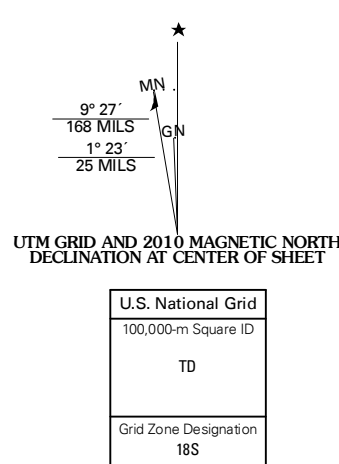 ★
MN
9° 27´
168 MILS
GN
1° 23´
25 MILS
UTM GRID AND 2010 MAGNETIC NORTH
DECLINATION AT CENTER OF SHEET
U.S. National Grid
100,000-m Square ID
TD
Grid Zone Designation
18S